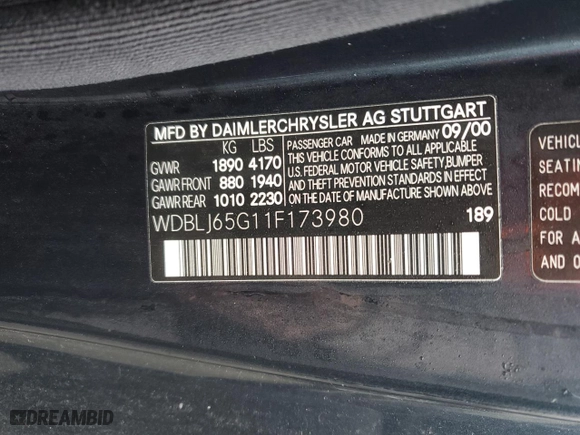 MFD BY DAIMLERCHRYSLER AG STUTTGART
KG LBS
GVWR 1890 4170
GAWR FRONT 880 1940
GAWR REAR 1010 2230
PASSENGER CAR MADE IN GERMANY 09/00
THIS VEHICLE CONFORMS TO ALL APPLICABLE
U.S. FEDERAL MOTOR VEHICLE SAFETY, BUMPER
AND THEFT PREVENTION STANDARDS IN EFFECT
ON THE DATE OF MANUFACTURE SHOWN ABOVE
WDBLJ65G11F173980 189
VEHICL
SEATING
RECOM
COLD
FOR A
AND O
DREAMBID